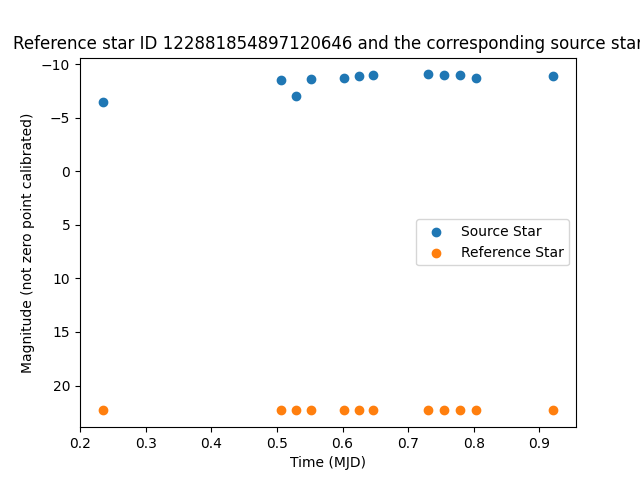 Reference star ID 122881854897120646 and the corresponding source star
Magnitude (not zero point calibrated)
−10
−5
0
5
10
15
20
Source Star
Reference Star
0.2 0.3 0.4 0.5 0.6 0.7 0.8 0.9
Time (MJD)